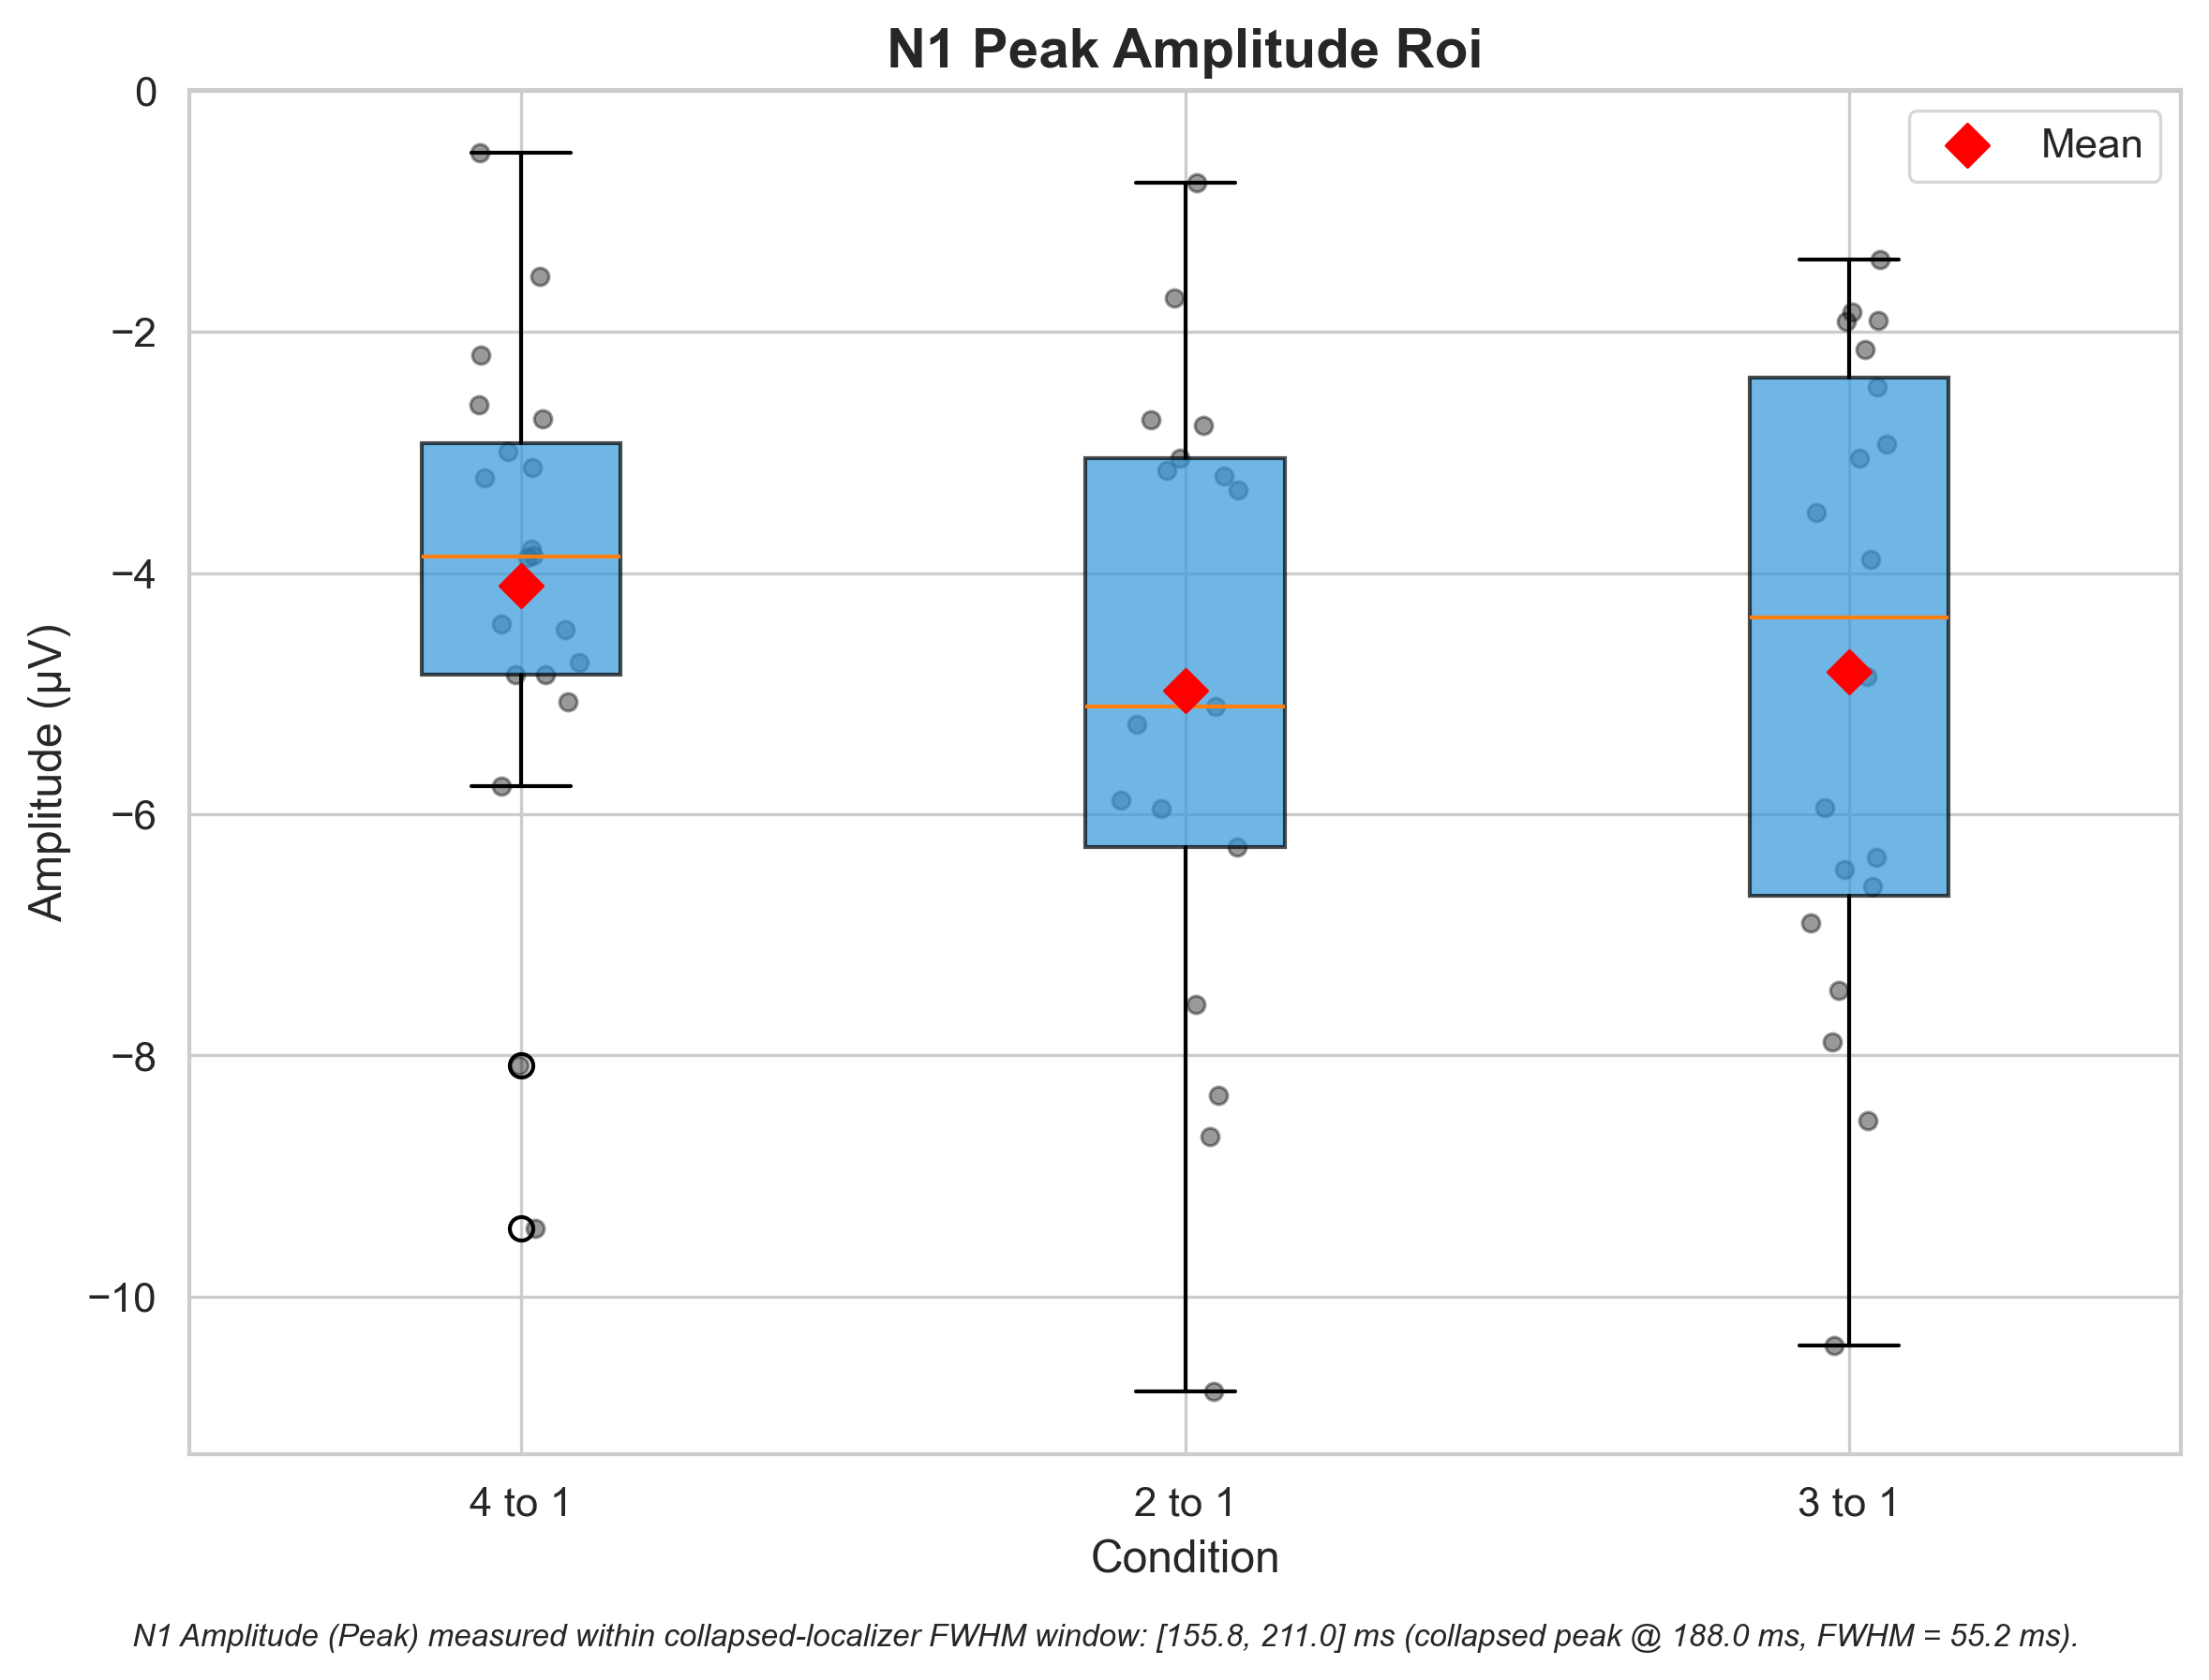 N1 Peak Amplitude Roi
Mean
0
−2
−4
−6
−8
−10
Amplitude (μV)
4 to 1
2 to 1
3 to 1
Condition
N1 Amplitude (Peak) measured within collapsed-localizer FWHM window: [155.8, 211.0] ms (collapsed peak @ 188.0 ms, FWHM = 55.2 ms).